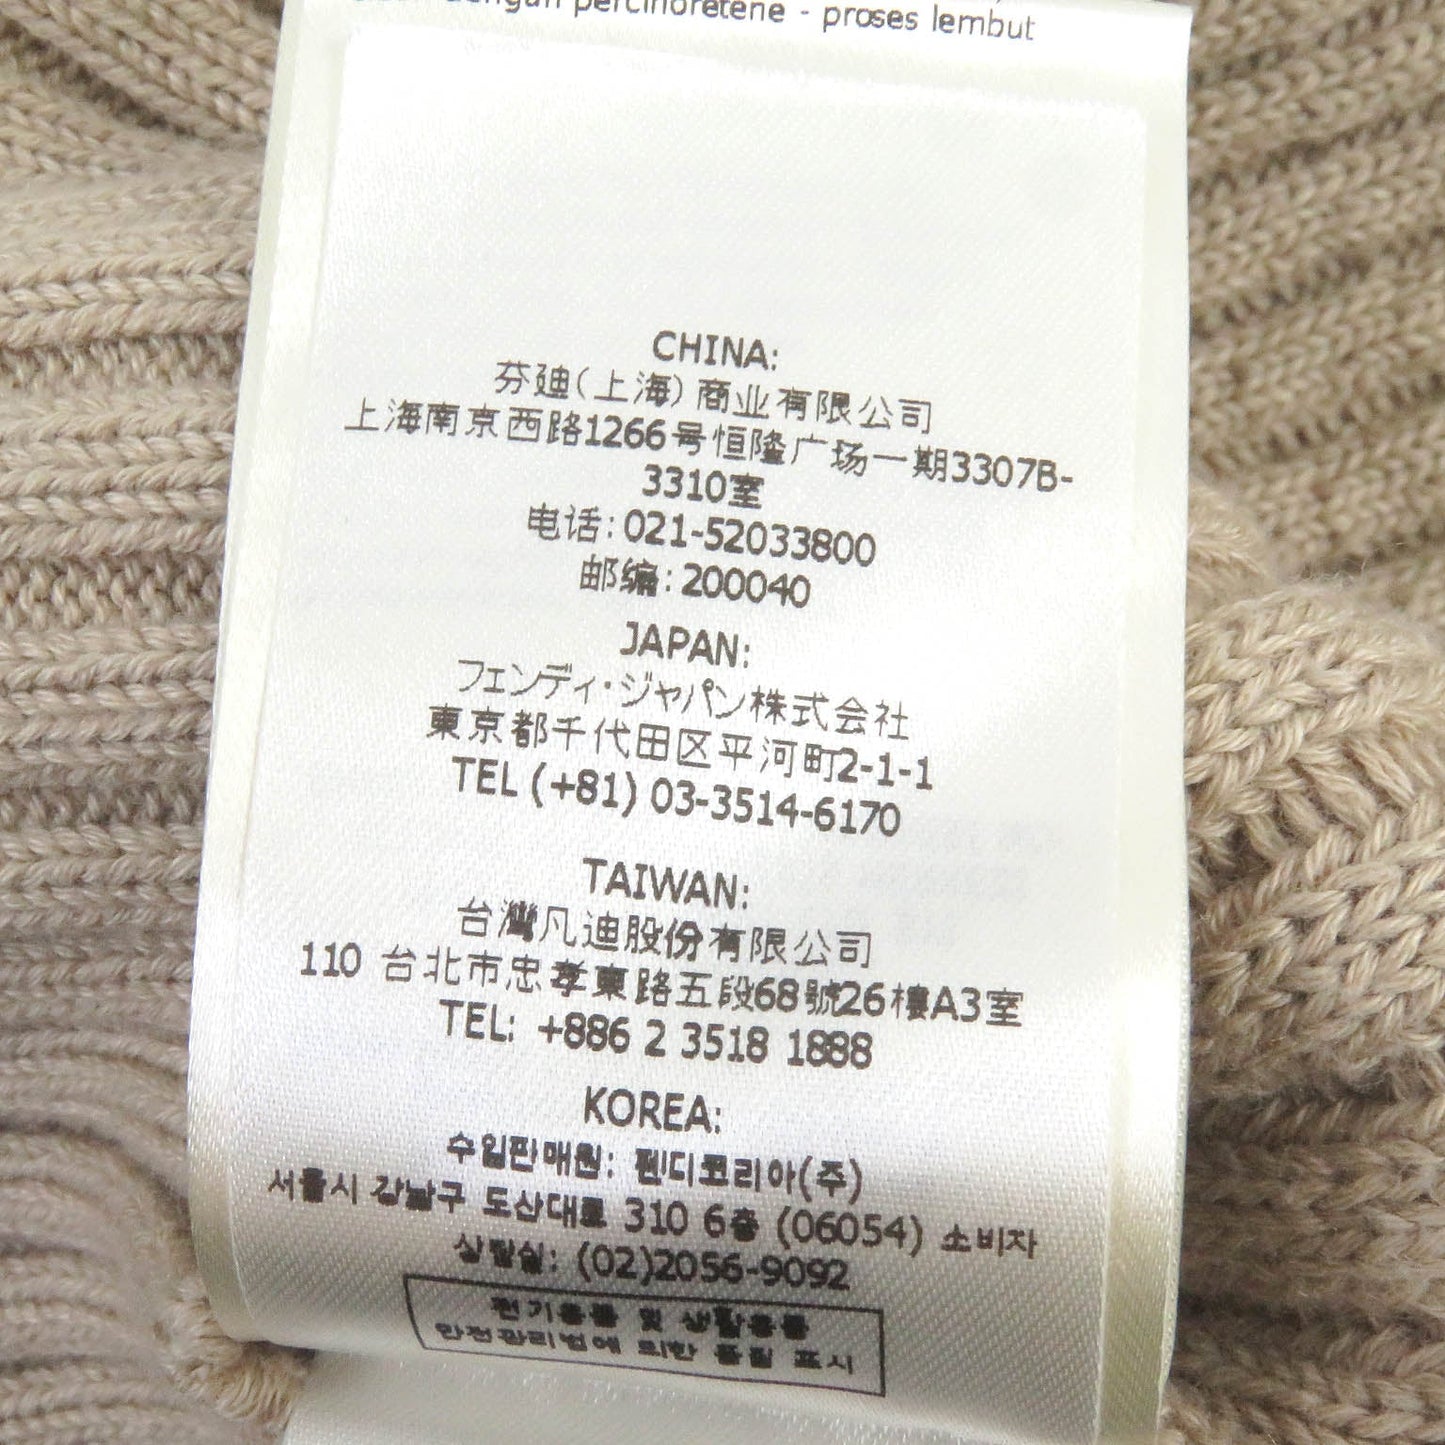 dengan percinoretene - proses lembut
CHINA:
芬迪(上海)商业有限公司
上海南京西路1266号恒隆广场一期3307B-
3310室
电话:021-52033800
邮编:200040
JAPAN:
フェンディ・ジャパン株式会社
東京都千代田区平河町2-1-1
TEL (+81) 03-3514-6170
TAIWAN:
台灣凡迪股份有限公司
110 台北市忠孝東路五段68號26樓A3室
TEL: +886 2 3518 1888
KOREA:
수입판매원: 펜디코리아(주)
서울시 강남구 도산대로 310 6층 (06054) 소비자
상담실: (02)2056-9092
전기용품 및 생활용품
안전관리법에 의한 품질 표시